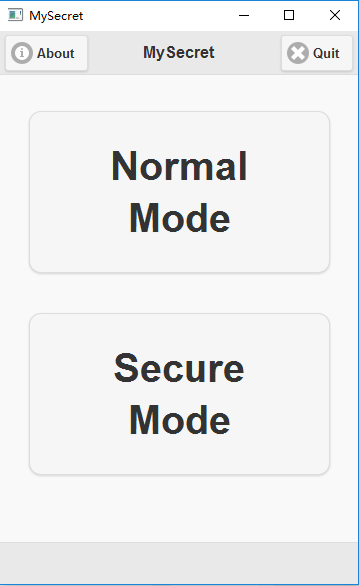 MySecret
About
MySecret
Quit
Normal
Mode
Secure
Mode